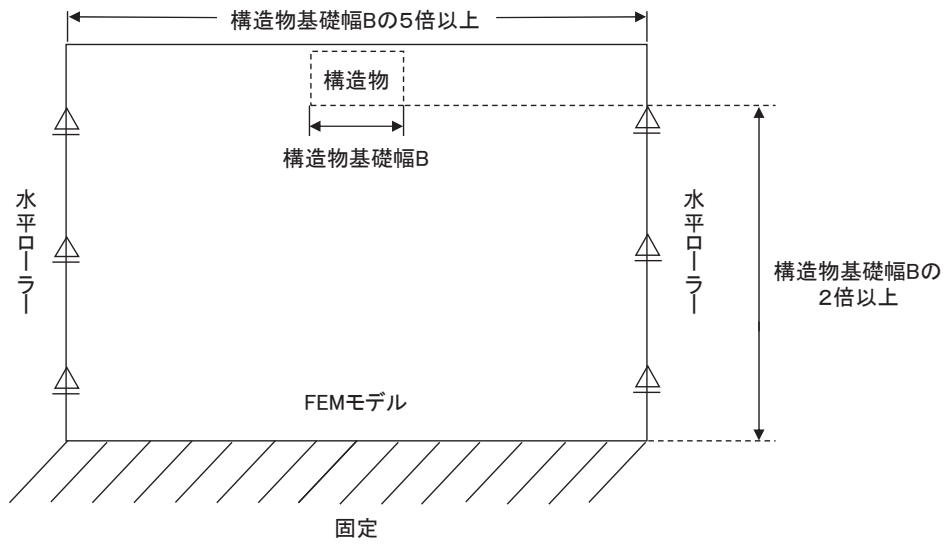 構造物基礎幅Bの5倍以上
構造物
構造物基礎幅B
水平ローラー
水平ローラー
構造物基礎幅Bの
2倍以上
FEMモデル
固定